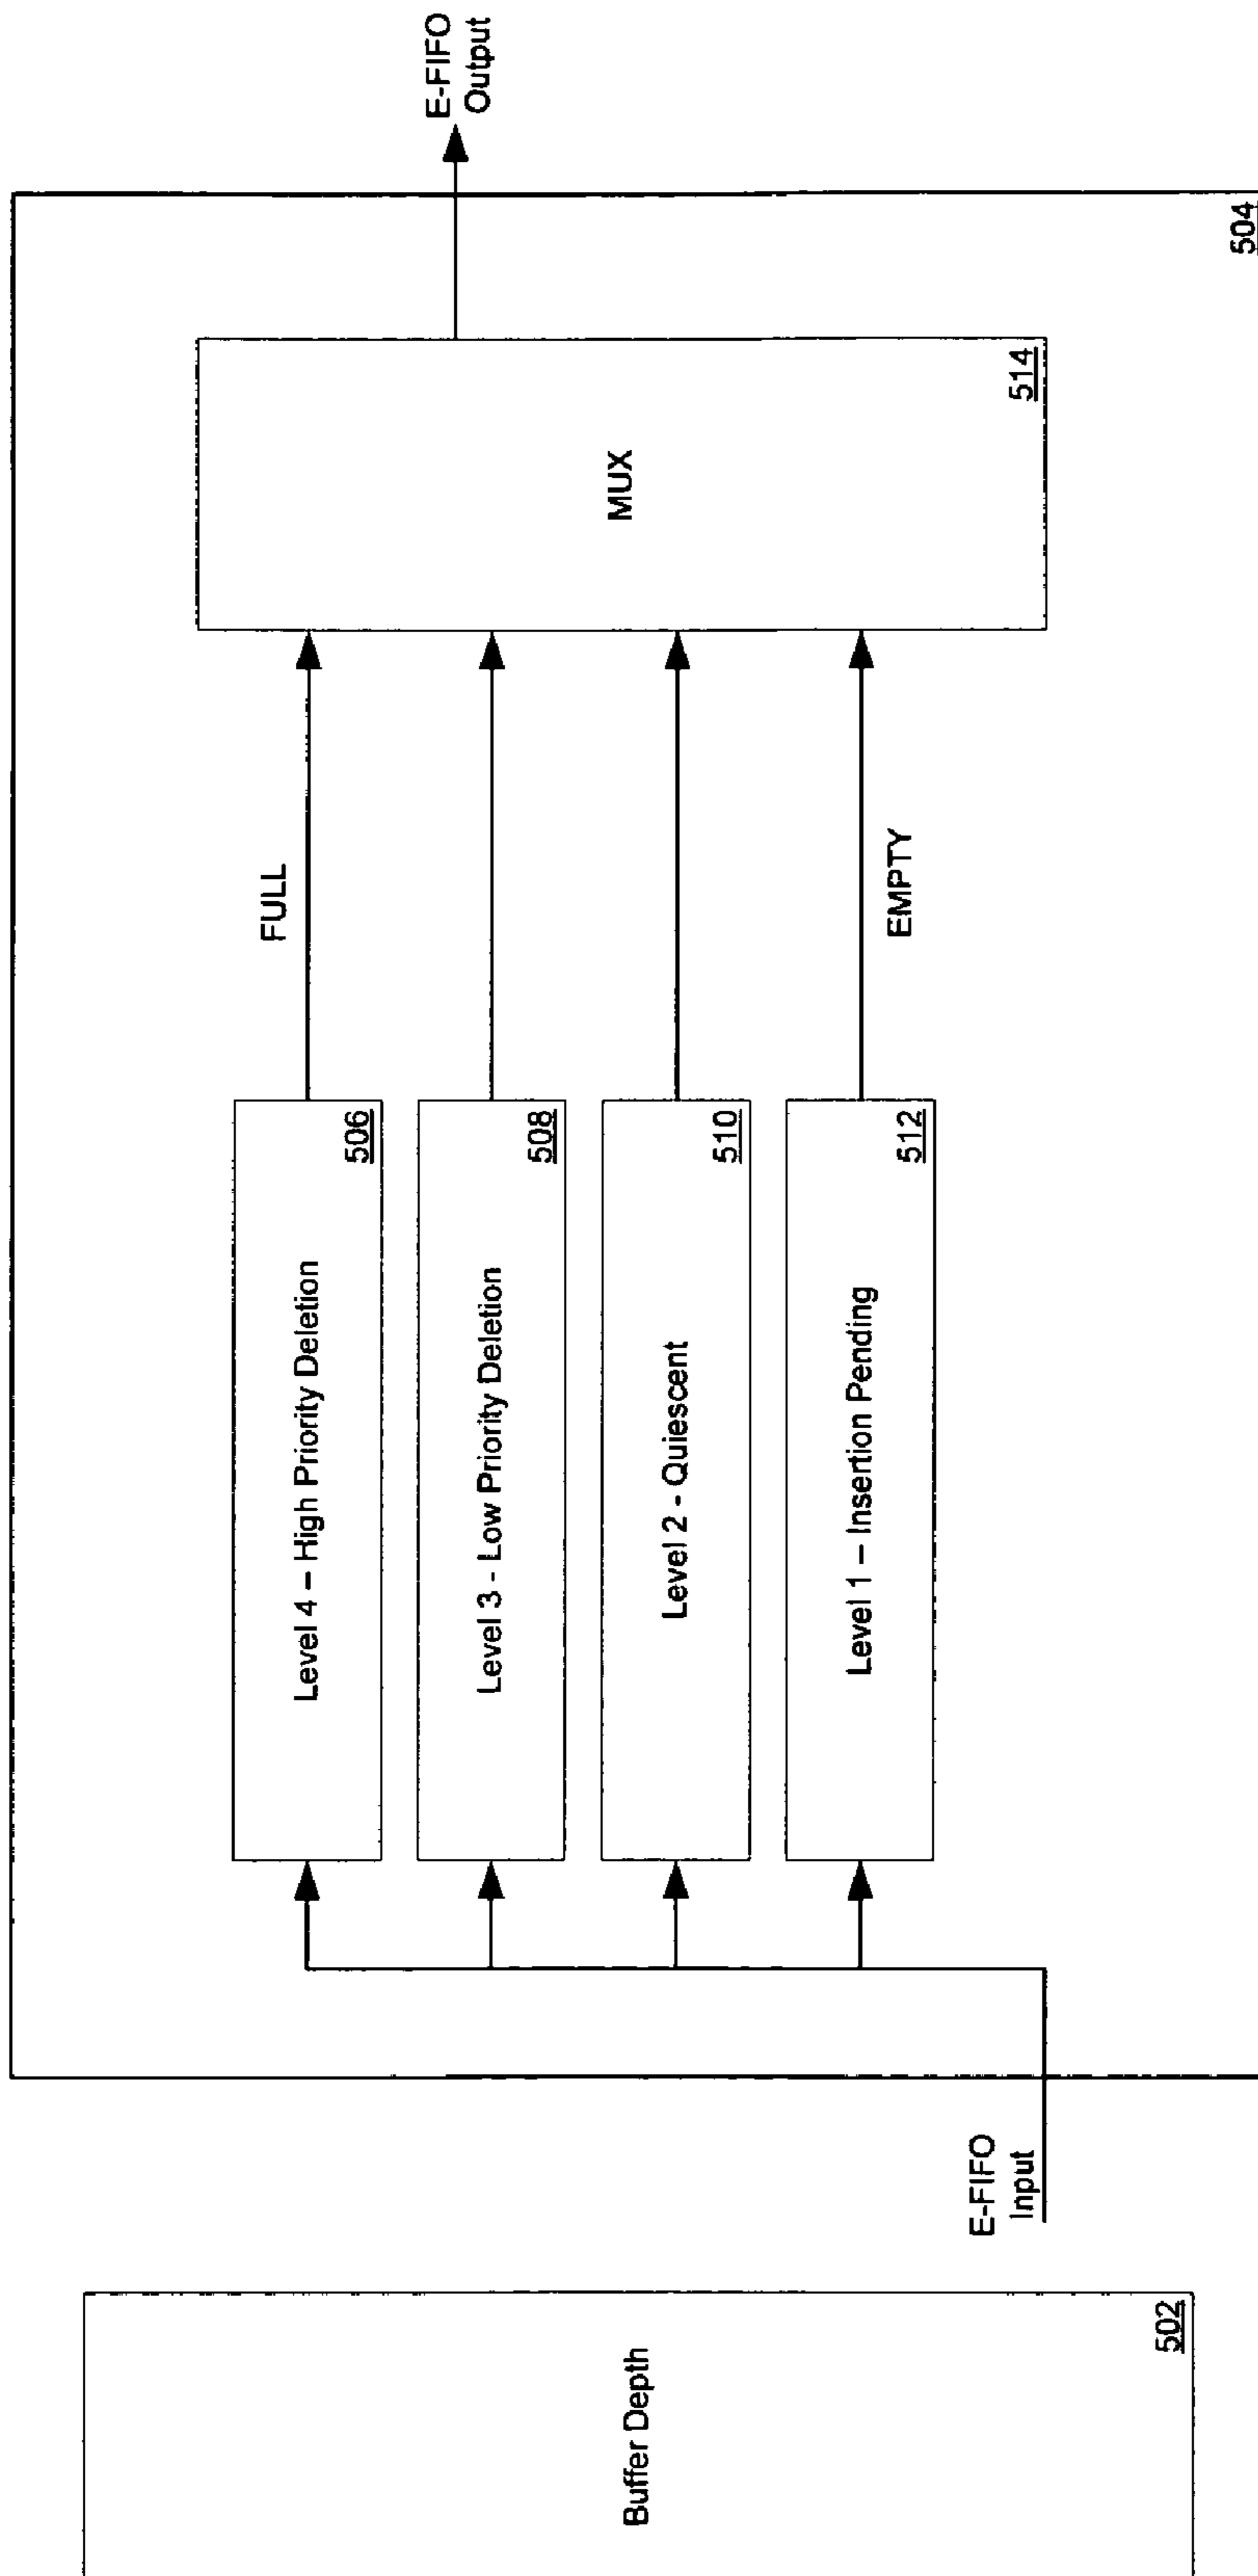 Buffer Depth
502
E-FIFO
Input
Level 4 – High Priority Deletion
506
Level 3 - Low Priority Deletion
508
Level 2 - Quiescent
510
Level 1 – Insertion Pending
512
FULL
EMPTY
MUX
514
504
E-FIFO
Output